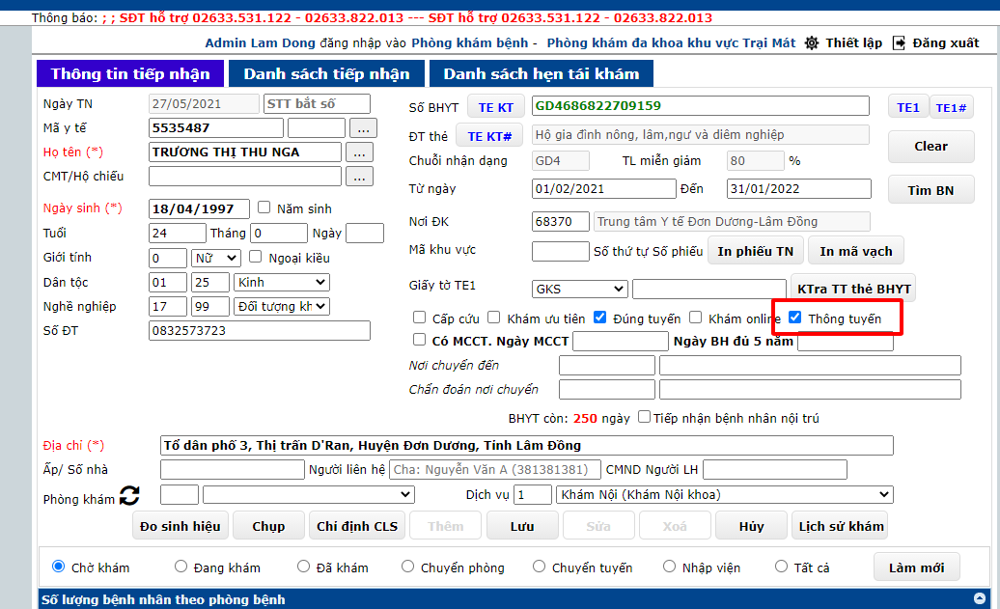 Thông báo: ; ; SĐT hỗ trợ 02633.531.122 - 02633.822.013 --- SĐT hỗ trợ 02633.531.122 - 02633.822.013
Admin Lam Dong đăng nhập vào Phòng khám bệnh - Phòng khám đa khoa khu vực Trại Mát Thiết lập Đăng xuất
Thông tin tiếp nhận Danh sách tiếp nhận Danh sách hẹn tái khám
Ngày TN 27/05/2021 STT bắt số
Mã y tế 5535487 ...
Họ tên (*) TRƯƠNG THỊ THU NGA ...
CMT/Hộ chiếu ...
Ngày sinh (*) 18/04/1997 Năm sinh
Tuổi 24 Tháng 0 Ngày
Giới tính 0 Nữ Ngoại kiều
Dân tộc 01 25 Kinh
Nghề nghiệp 17 99 Đối tượng kh
Số ĐT 0832573723
Số BHYT TE KT GD4686822709159 TE1 TE1#
ĐT thẻ TE KT# Hộ gia đình nông, lâm,ngư và diêm nghiệp
Chuỗi nhận dạng GD4 TL miễn giảm 80 % Clear
Từ ngày 01/02/2021 Đến 31/01/2022 Tìm BN
Nơi ĐK 68370 Trung tâm Y tế Đơn Dương-Lâm Đồng
Mã khu vực Số thứ tự Số phiếu In phiếu TN In mã vạch
Giấy tờ TE1 GKS KTra TT thẻ BHYT
Cấp cứu Khám ưu tiên Đúng tuyến Khám online Thông tuyến
Có MCCT. Ngày MCCT Ngày BH đủ 5 năm
Nơi chuyển đến
Chẩn đoán nơi chuyển
BHYT còn: 250 ngày Tiếp nhận bệnh nhân nội trú
Địa chỉ (*) Tổ dân phố 3, Thị trấn D'Ran, Huyện Đơn Dương, Tỉnh Lâm Đồng
Ấp/ Số nhà Người liên hệ Cha: Nguyễn Văn A (381381381) CMND Người LH
Phòng khám Dịch vụ 1 Khám Nội (Khám Nội khoa)
Đo sinh hiệu Chụp Chỉ định CLS Thêm Lưu Sửa Xoá Hủy Lịch sử khám
Chờ khám Đang khám Đã khám Chuyển phòng Chuyển tuyến Nhập viện Tất cả Làm mới
Số lượng bệnh nhân theo phòng bệnh